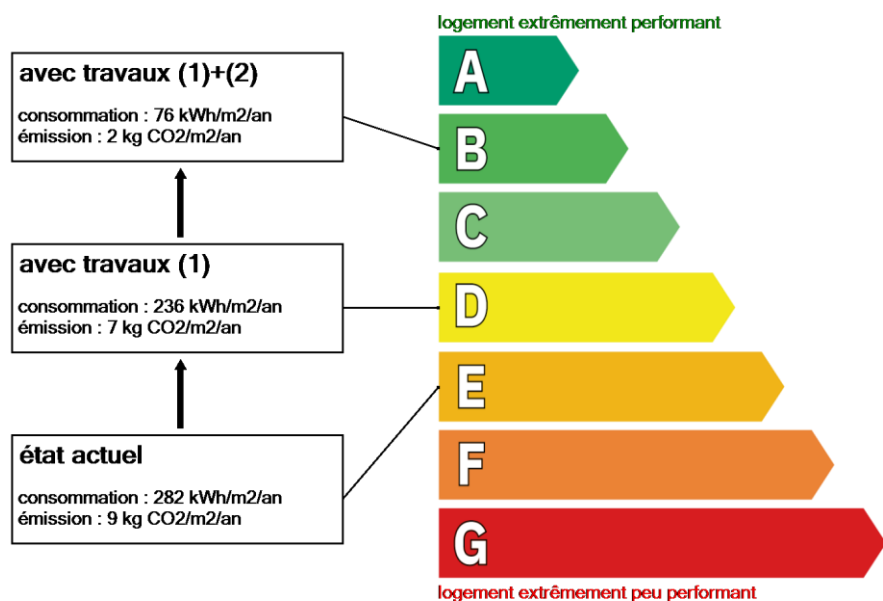 logement extrêmement performant
avec travaux (1)+(2)
consommation : 76 kWh/m2/an
émission : 2 kg CO2/m2/an
avec travaux (1)
consommation : 236 kWh/m2/an
émission : 7 kg CO2/m2/an
état actuel
consommation : 282 kWh/m2/an
émission : 9 kg CO2/m2/an
A
B
C
D
E
F
G
logement extrêmement peu performant